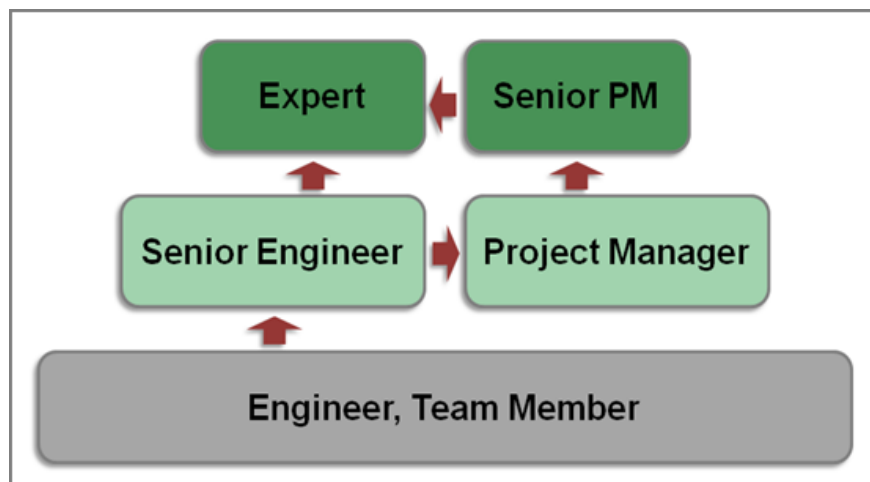 Expert
Senior PM
Senior Engineer
Project Manager
Engineer, Team Member